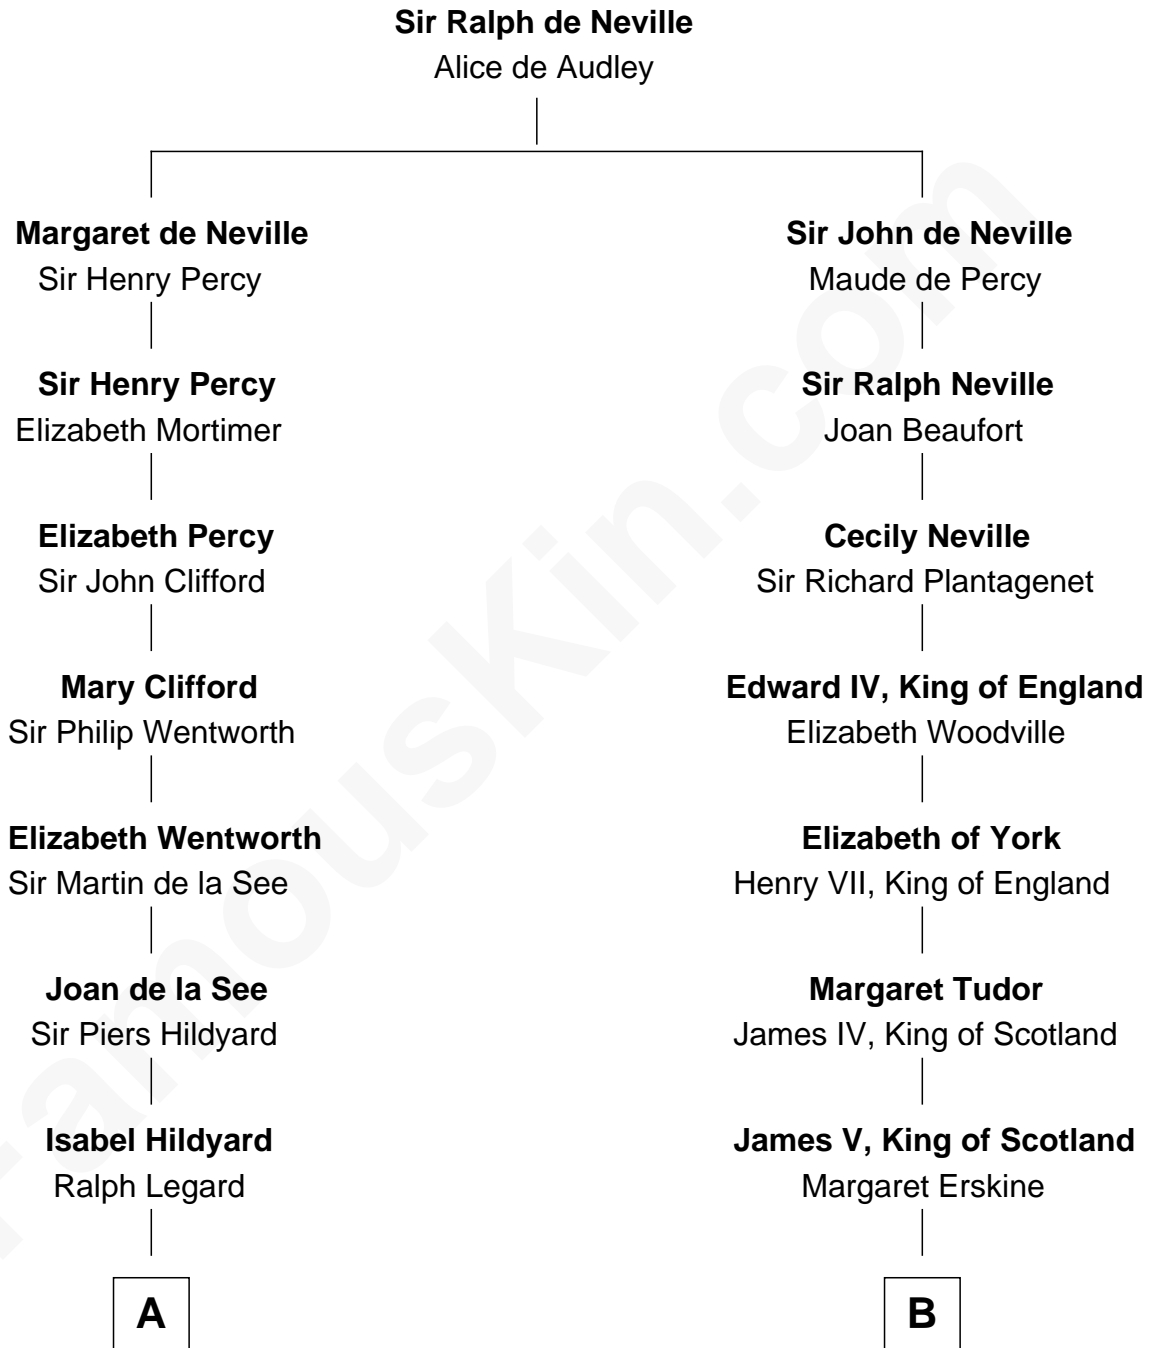 Sir Ralph de Neville
Alice de Audley
Margaret de Neville
Sir Henry Percy
Sir John de Neville
Maude de Percy
Sir Henry Percy
Elizabeth Mortimer
Sir Ralph Neville
Joan Beaufort
Elizabeth Percy
Sir John Clifford
Cecily Neville
Sir Richard Plantagenet
Mary Clifford
Sir Philip Wentworth
Edward IV, King of England
Elizabeth Woodville
Elizabeth Wentworth
Sir Martin de la See
Elizabeth of York
Henry VII, King of England
Joan de la See
Sir Piers Hildyard
Margaret Tudor
James IV, King of Scotland
Isabel Hildyard
Ralph Legard
James V, King of Scotland
Margaret Erskine
A
B
FamousKin.com